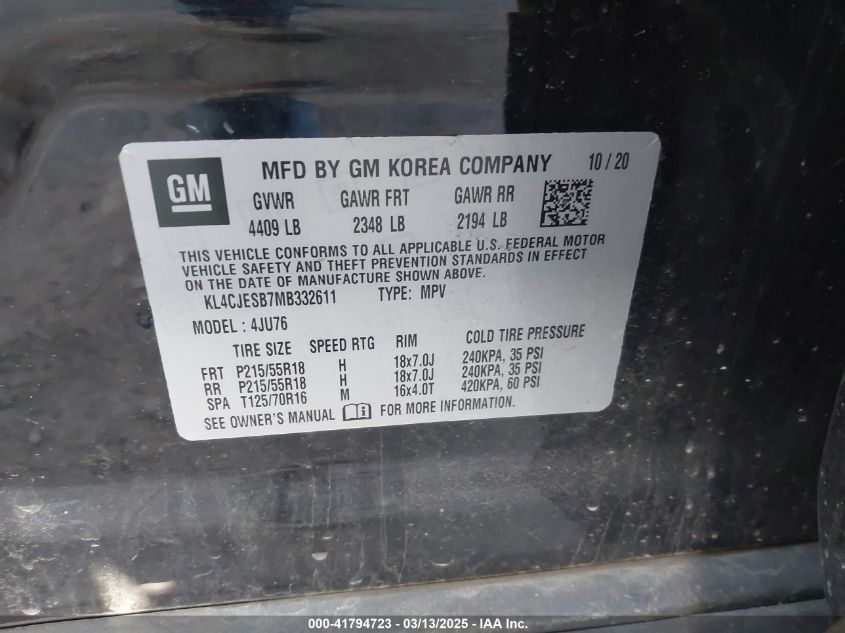 GM
MFD BY GM KOREA COMPANY 10 / 20
GVWR GAWR FRT GAWR RR
4409 LB 2348 LB 2194 LB
THIS VEHICLE CONFORMS TO ALL APPLICABLE U.S. FEDERAL MOTOR
VEHICLE SAFETY AND THEFT PREVENTION STANDARDS IN EFFECT
ON THE DATE OF MANUFACTURE SHOWN ABOVE.
KL4CJESB7MB332611 TYPE: MPV
MODEL : 4JU76
TIRE SIZE SPEED RTG RIM COLD TIRE PRESSURE
FRT P215/55R18 H 18x7.0J 240KPA, 35 PSI
RR P215/55R18 H 18x7.0J 240KPA, 35 PSI
SPA T125/70R16 M 16x4.0T 420KPA, 60 PSI
SEE OWNER'S MANUAL FOR MORE INFORMATION.
000-41794723 — 03/13/2025 — IAA Inc.